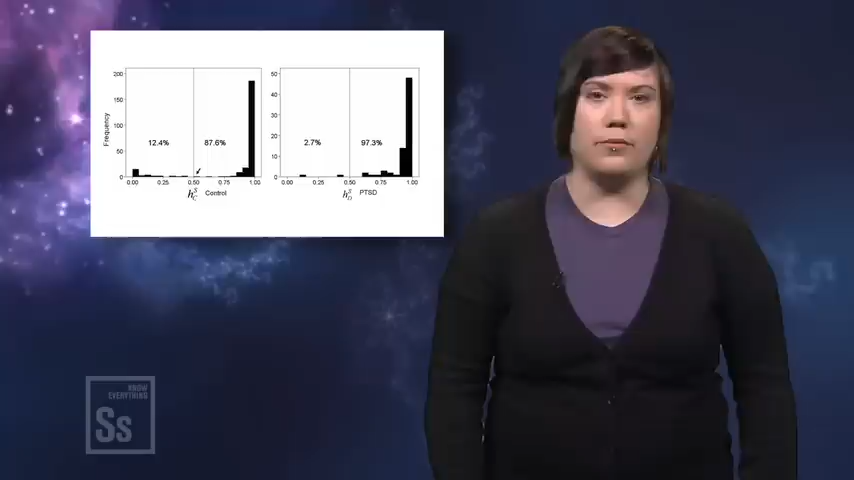 200
150
100
50
0
Frequency
12.4%
87.6%
0.00 0.25 0.50 0.75 1.00
Control
50
40
30
20
10
0
2.7%
97.3%
0.00 0.25 0.50 0.75 1.00
PTSD
KNOW
EVERYTHING
Ss